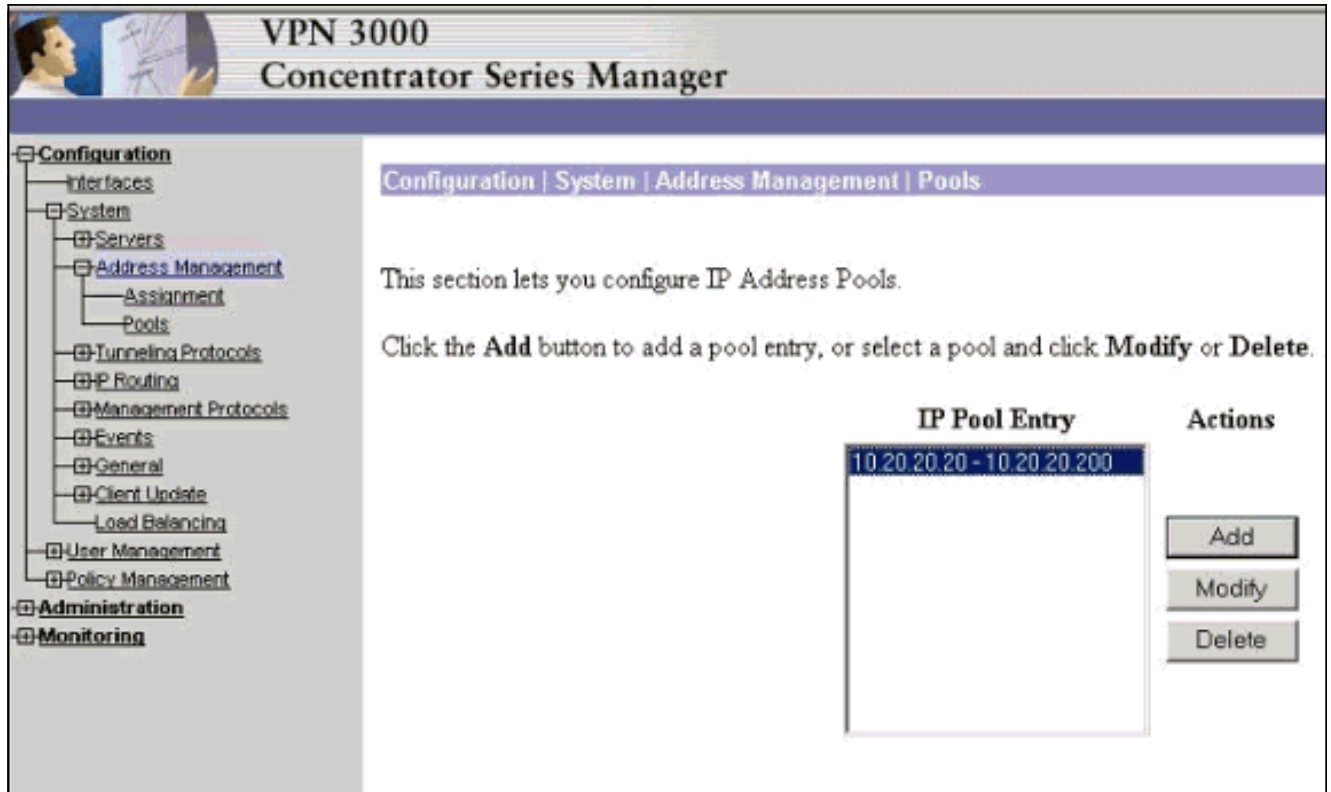 VPN 3000
Concentrator Series Manager
Configuration
Interfaces
System
Servers
Address Management
Assignment
Pools
Tunneling Protocols
IP Routing
Management Protocols
Events
General
Client Update
Load Balancing
User Management
Policy Management
Administration
Monitoring
Configuration | System | Address Management | Pools
This section lets you configure IP Address Pools.
Click the Add button to add a pool entry, or select a pool and click Modify or Delete.
IP Pool Entry
Actions
10.20.20.20 - 10.20.20.200
Add
Modify
Delete